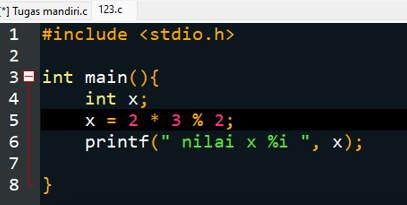 [*] Tugas mandiri.c 123.c
1 #include <stdio.h>
2
3 int main(){
4 int x;
5 x = 2 * 3 % 2;
6 printf(" nilai x %i ", x);
7
8 }